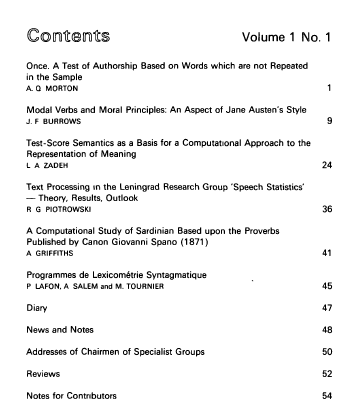 Contents Volume 1 No. 1
Once. A Test of Authorship Based on Words which are not Repeated
in the Sample
A. Q MORTON 1
Modal Verbs and Moral Principles: An Aspect of Jane Austen's Style
J. F BURROWS 9
Test-Score Semantics as a Basis for a Computational Approach to the
Representation of Meaning
L A ZADEH 24
Text Processing in the Leningrad Research Group 'Speech Statistics'
— Theory, Results, Outlook
R G PIOTROWSKI 36
A Computational Study of Sardinian Based upon the Proverbs
Published by Canon Giovanni Spano (1871)
A GRIFFITHS 41
Programmes de Lexicométrie Syntagmatique
P LAFON, A SALEM and M. TOURNIER 45
Diary 47
News and Notes 48
Addresses of Chairmen of Specialist Groups 50
Reviews 52
Notes for Contributors 54